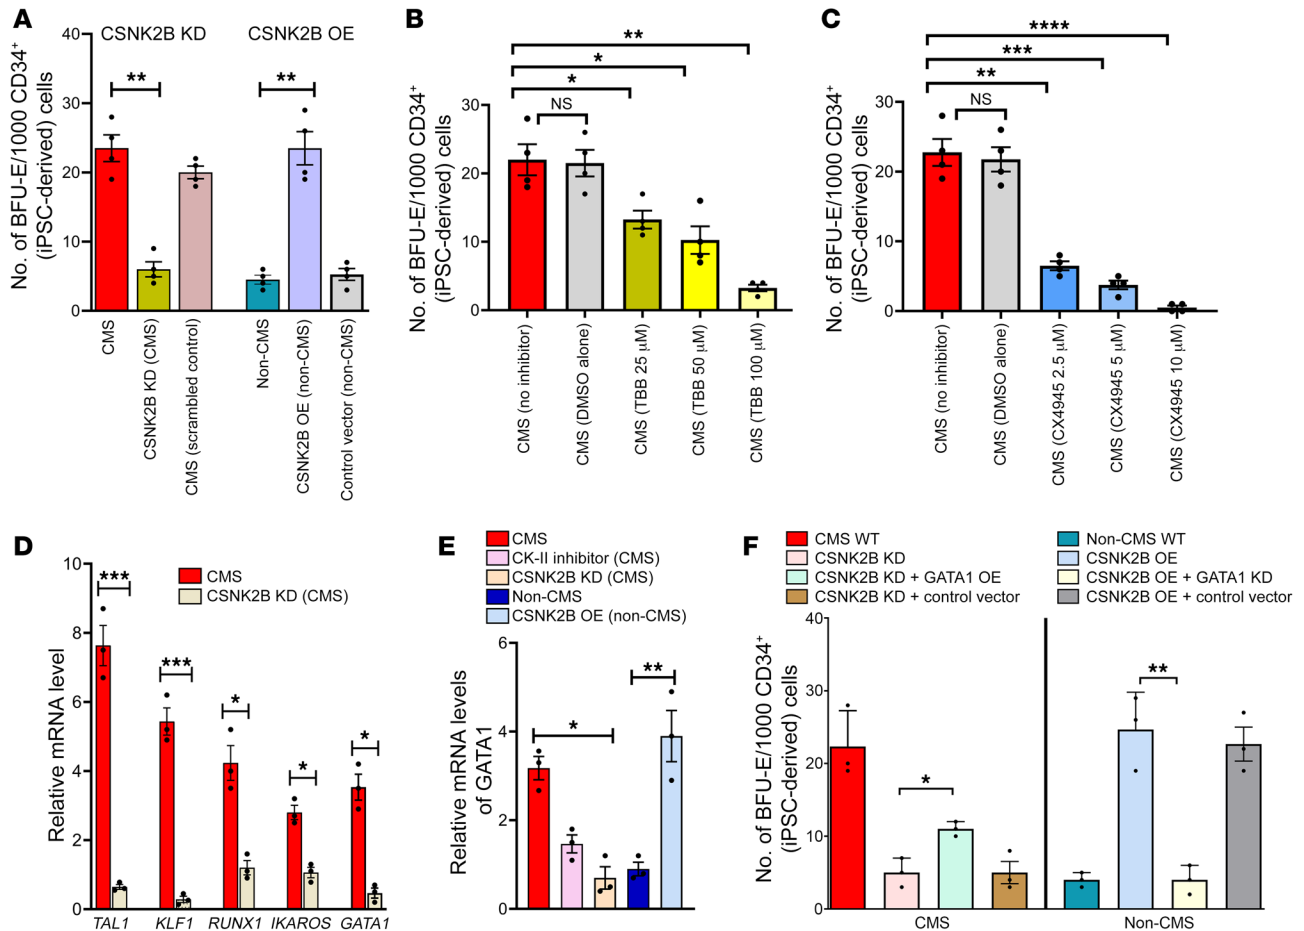 A
CSNK2B KD
CSNK2B OE
No. of BFU-E/1000 CD34⁺
(iPSC-derived) cells
40
30
20
10
0
**
**
CMS
CSNK2B KD (CMS)
CMS (scrambled control)
Non-CMS
CSNK2B OE (non-CMS)
Control vector (non-CMS)
B
No. of BFU-E/1000 CD34⁺
(iPSC-derived) cells
30
20
10
0
**
*
*
NS
CMS (no inhibitor)
CMS (DMSO alone)
CMS (TBB 25 μM)
CMS (TBB 50 μM)
CMS (TBB 100 μM)
C
No. of BFU-E/1000 CD34⁺
(iPSC-derived) cells
30
20
10
0
****
***
**
NS
CMS (no inhibitor)
CMS (DMSO alone)
CMS (CX4945 2.5 μM)
CMS (CX4945 5 μM)
CMS (CX4945 10 μM)
D
CMS
CSNK2B KD (CMS)
Relative mRNA level
10
8
6
4
2
0
***
***
*
*
*
TAL1
KLF1
RUNX1
IKAROS
GATA1
E
CMS
CK-II inhibitor (CMS)
CSNK2B KD (CMS)
Non-CMS
CSNK2B OE (non-CMS)
Relative mRNA levels
of GATA1
6
4
2
0
*
**
F
CMS WT
CSNK2B KD
CSNK2B KD + GATA1 OE
CSNK2B KD + control vector
Non-CMS WT
CSNK2B OE
CSNK2B OE + GATA1 KD
CSNK2B OE + control vector
No. of BFU-E/1000 CD34⁺
(iPSC-derived) cells
40
30
20
10
0
*
**
CMS
Non-CMS